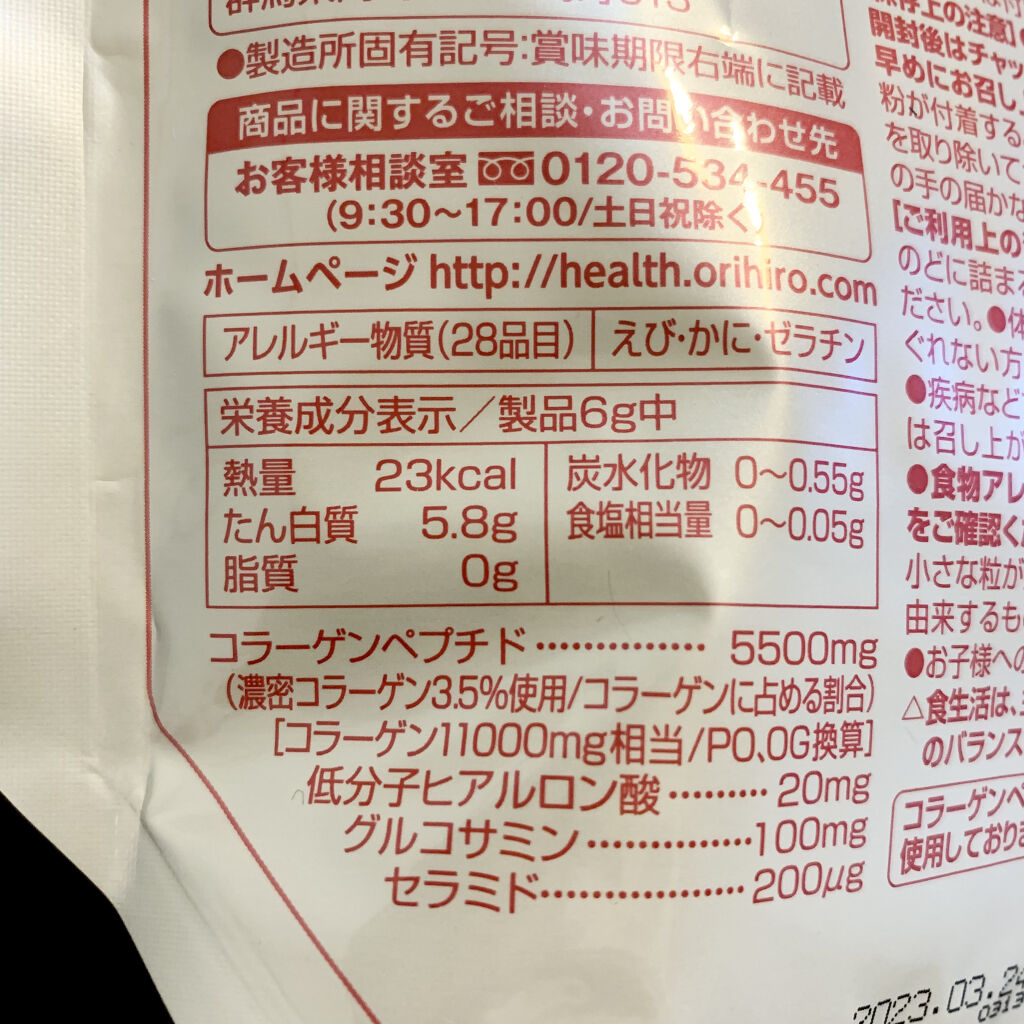 ●製造所固有記号:賞味期限右端に記載
商品に関するご相談・お問い合わせ先
お客様相談室 0120-534-455
(9:30〜17:00/土日祝除く)
ホームページ http://health.orihiro.com
アレルギー物質(28品目) えび・かに・ゼラチン
栄養成分表示/製品6g中
熱量 23kcal 炭水化物 0〜0.55g
たん白質 5.8g 食塩相当量 0〜0.05g
脂質 0g
コラーゲンペプチド·············· 5500mg
(濃密コラーゲン3.5%使用/コラーゲンに占める割合)
[コラーゲン11000mg相当/PO、OG換算]
低分子ヒアルロン酸········· 20mg
グルコサミン··············100mg
セラミド················· 200μg
保存上の注意]
開封後はチャッ
早めにお召し
粉が付着する
を取り除いて
の手の届かな
[ご利用上の
のどに詰まる
ださい。●体
ぐれない方
●疾病など
は召し上が
●食物アレ
をご確認く
小さな粒が
由来するも
●お子様への
△食生活は、
のバランス
コラーゲンペ
使用しており
2023.03.24
0313